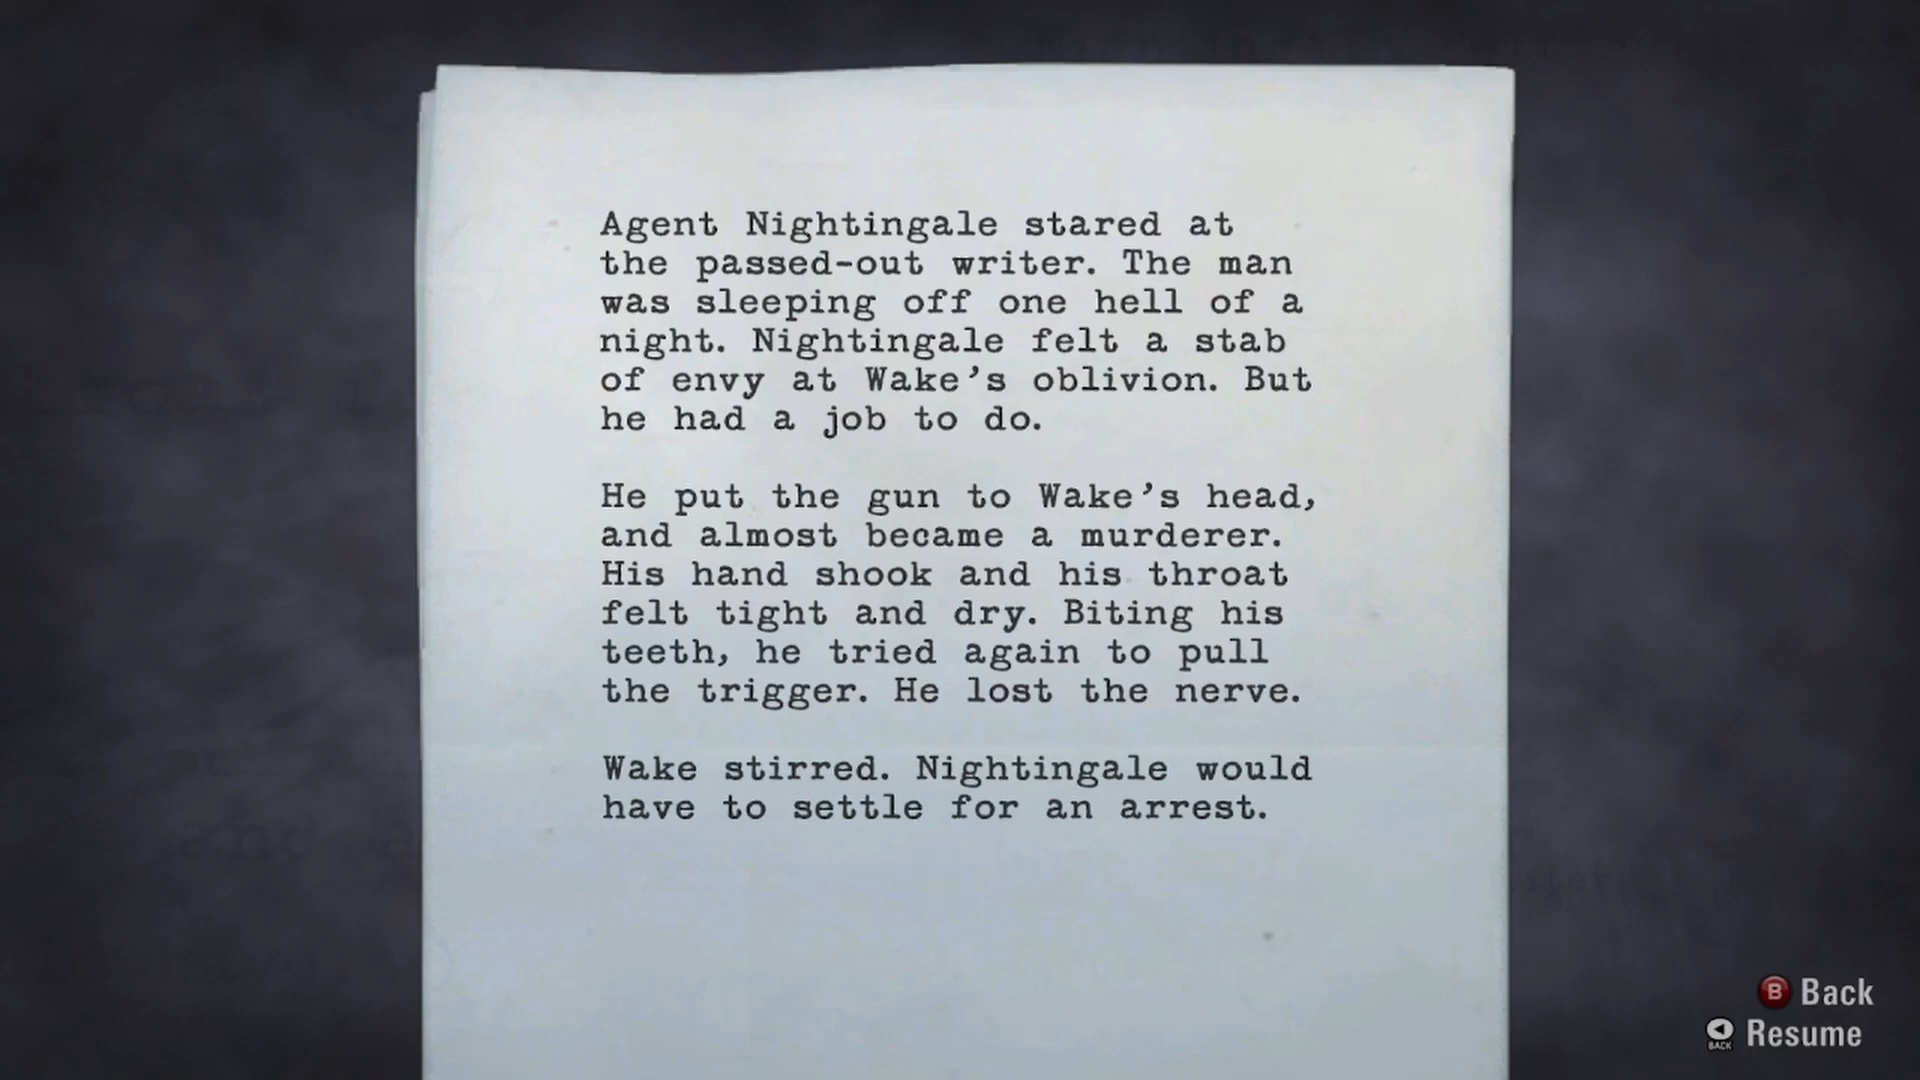 Agent Nightingale stared at
the passed-out writer. The man
was sleeping off one hell of a
night. Nightingale felt a stab
of envy at Wake's oblivion. But
he had a job to do.
He put the gun to Wake's head,
and almost became a murderer.
His hand shook and his throat
felt tight and dry. Biting his
teeth, he tried again to pull
the trigger. He lost the nerve.
Wake stirred. Nightingale would
have to settle for an arrest.
B Back
BACK Resume